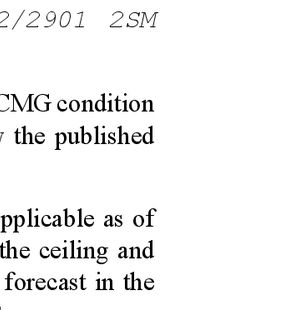 2/2901 2SM
CMG condition
the published
pplicable as of
the ceiling and
forecast in the